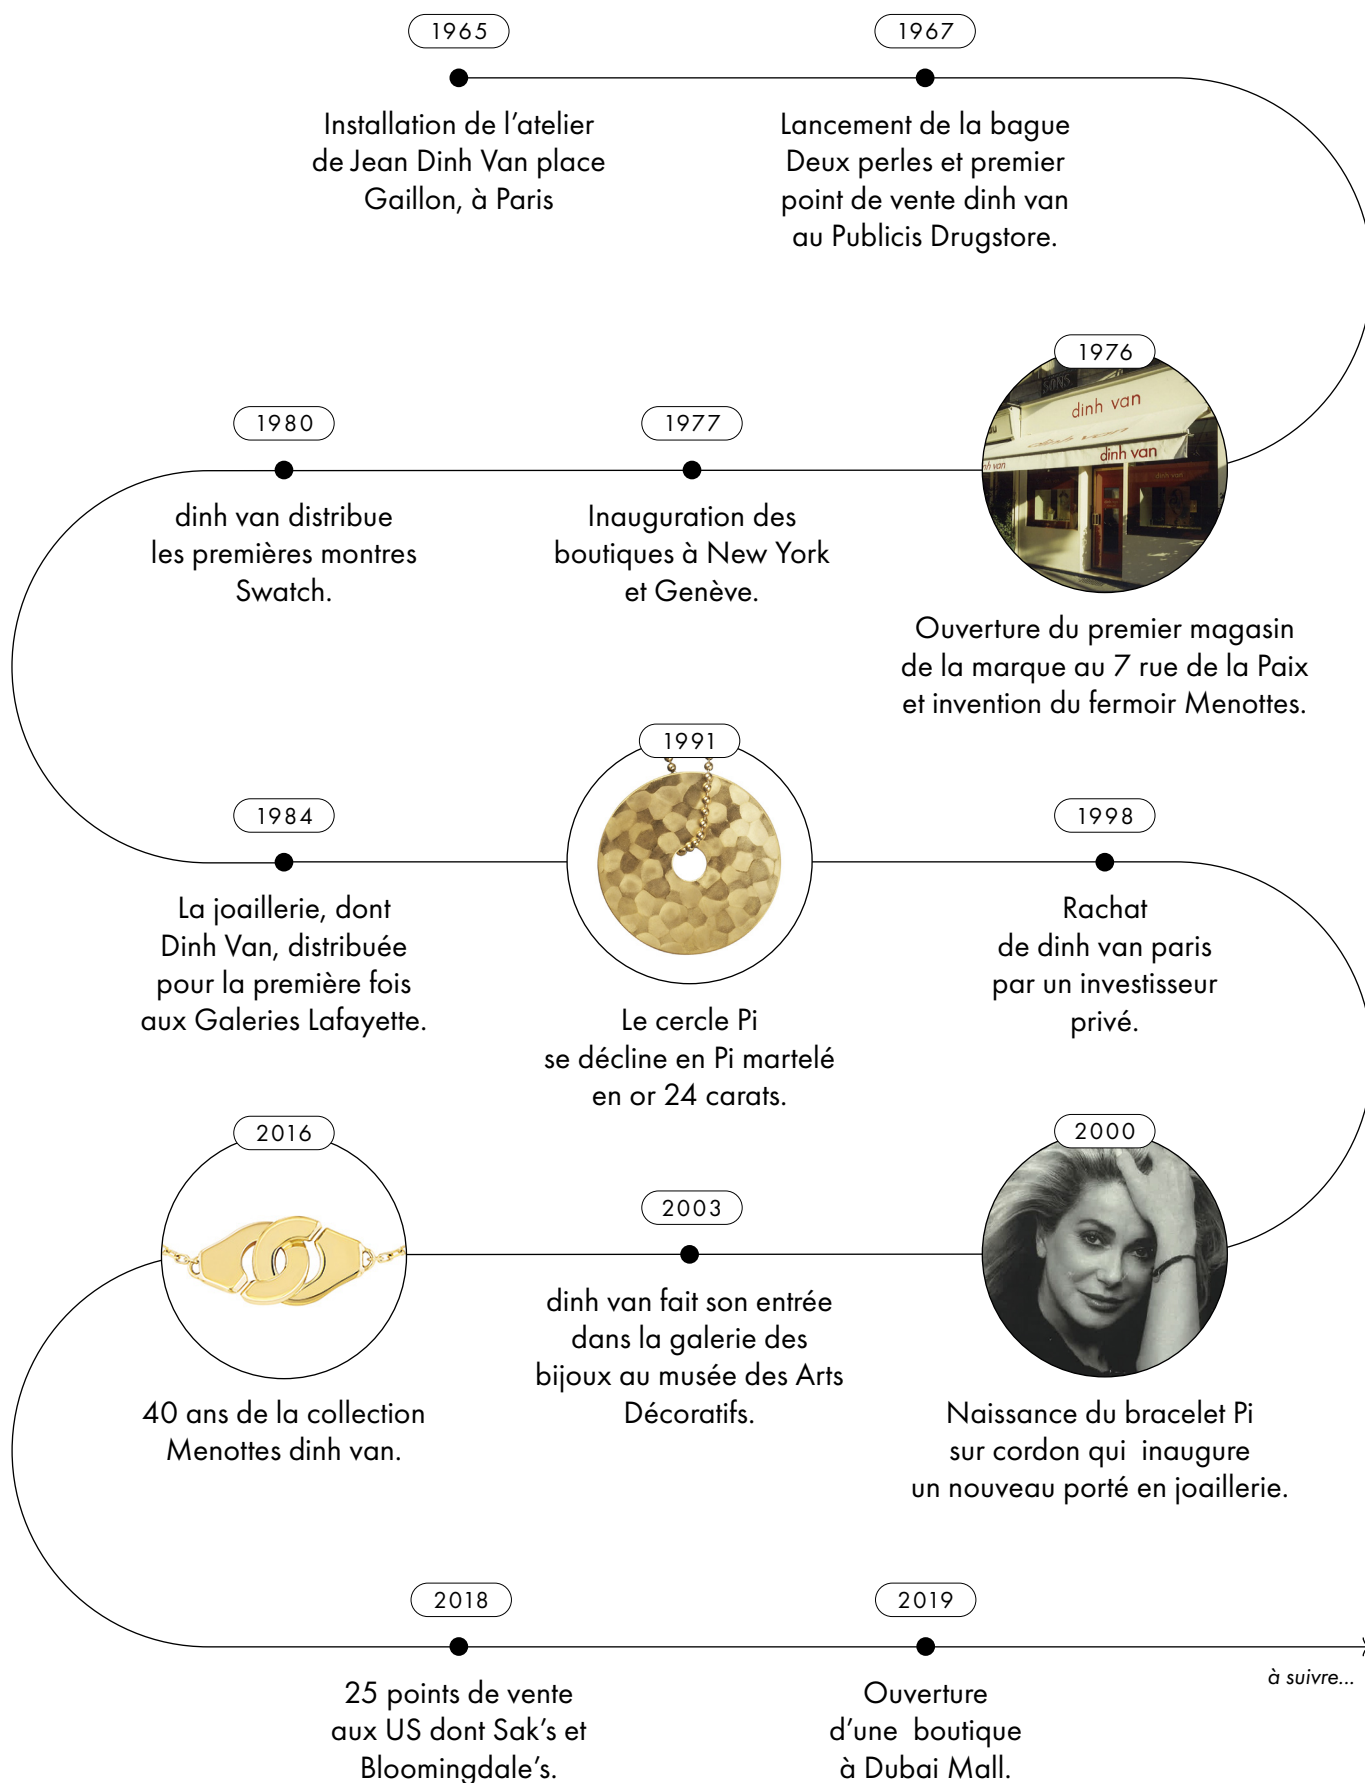 1965
Installation de l’atelier
de Jean Dinh Van place
Gaillon, à Paris
1967
Lancement de la bague
Deux perles et premier
point de vente dinh van
au Publicis Drugstore.
1976
SONS
dinh van
dinh van
dinh van
nh van
dinh van
Ouverture du premier magasin
de la marque au 7 rue de la Paix
et invention du fermoir Menottes.
1977
Inauguration des
boutiques à New York
et Genève.
1980
dinh van distribue
les premières montres
Swatch.
1984
La joaillerie, dont
Dinh Van, distribuée
pour la première fois
aux Galeries Lafayette.
1991
Le cercle Pi
se décline en Pi martelé
en or 24 carats.
1998
Rachat
de dinh van paris
par un investisseur
privé.
2000
Naissance du bracelet Pi
sur cordon qui  inaugure
un nouveau porté en joaillerie.
2003
dinh van fait son entrée
dans la galerie des
bijoux au musée des Arts
Décoratifs.
2016
40 ans de la collection
Menottes dinh van.
2018
25 points de vente
aux US dont Sak’s et
Bloomingdale’s.
2019
Ouverture
d’une  boutique
à Dubai Mall.
à suivre...